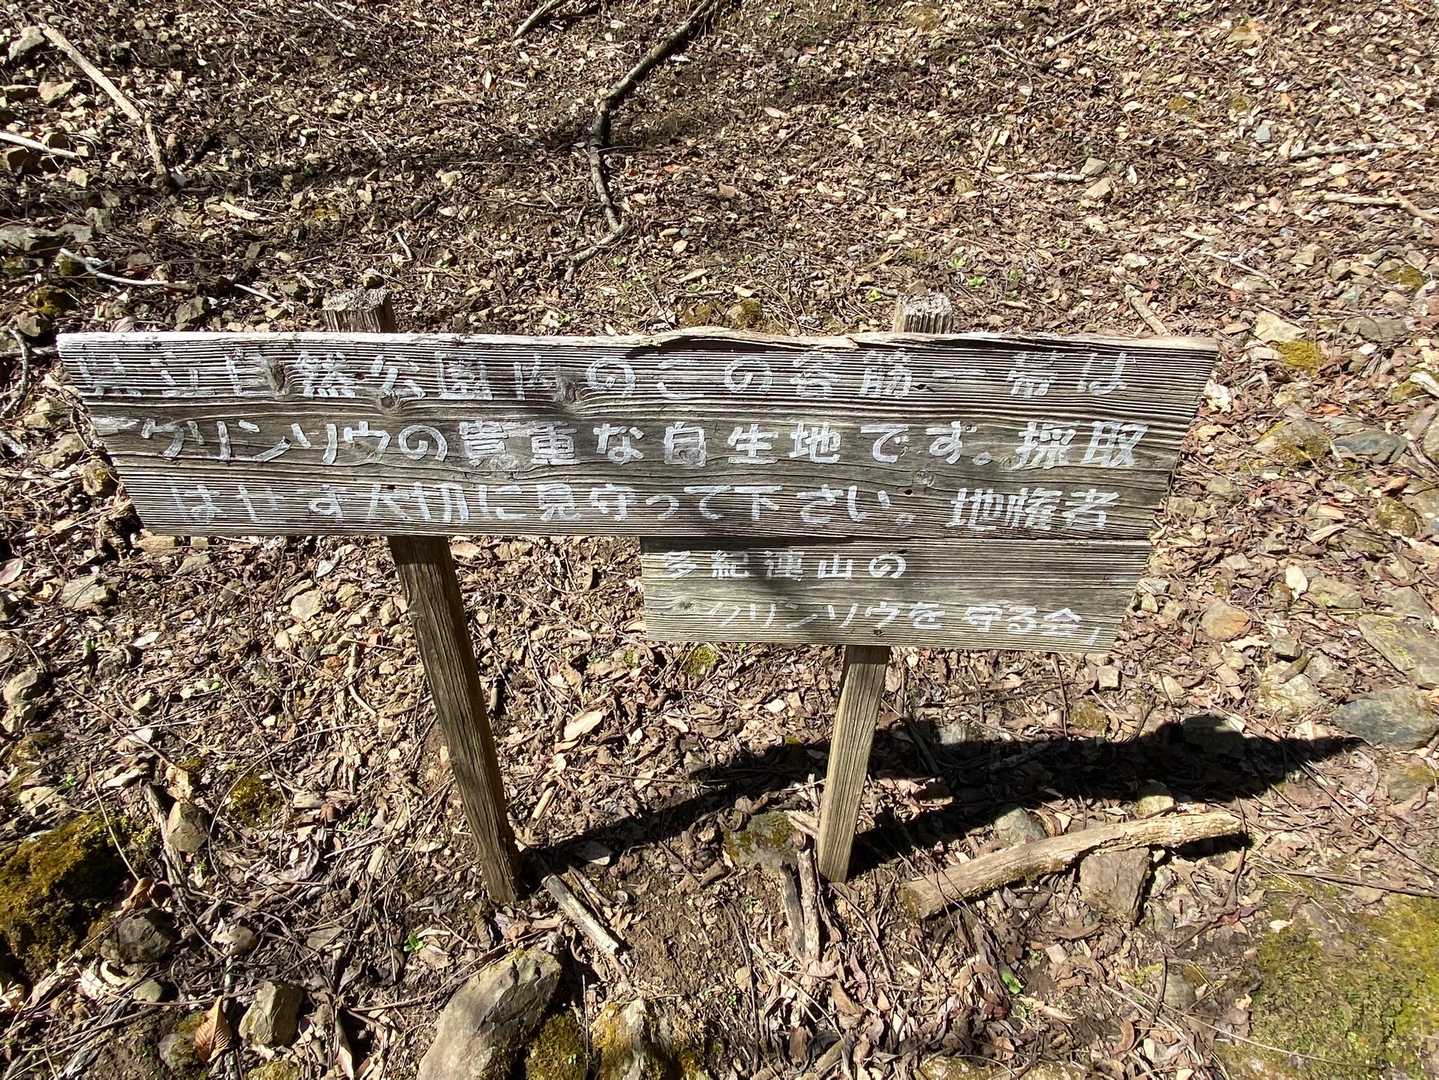 県立自然公園内のこの谷筋一帯は
クリンソウの貴重な自生地です。採取
はせず大切に見守って下さい。地権者
多紀連山の
クリンソウを守る会」